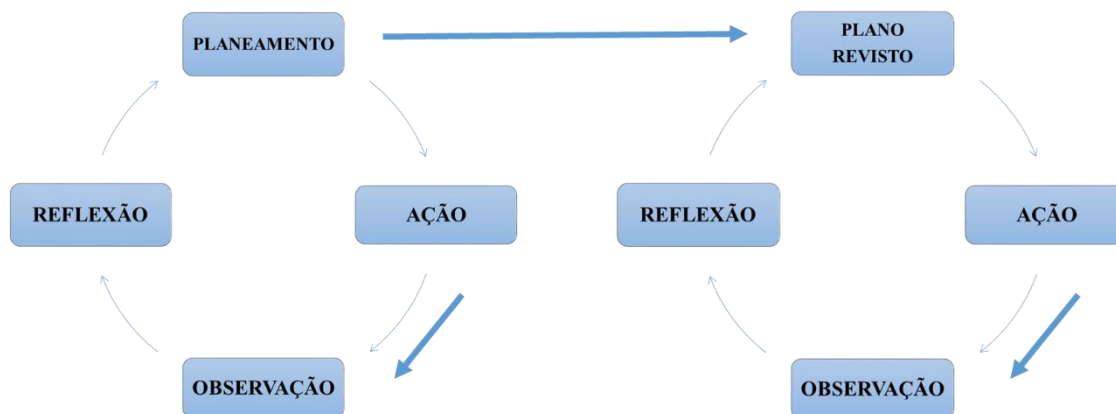 PLANEAMENTO
PLANO
REVISTO
REFLEXÃO
AÇÃO
REFLEXÃO
AÇÃO
OBSERVAÇÃO
OBSERVAÇÃO